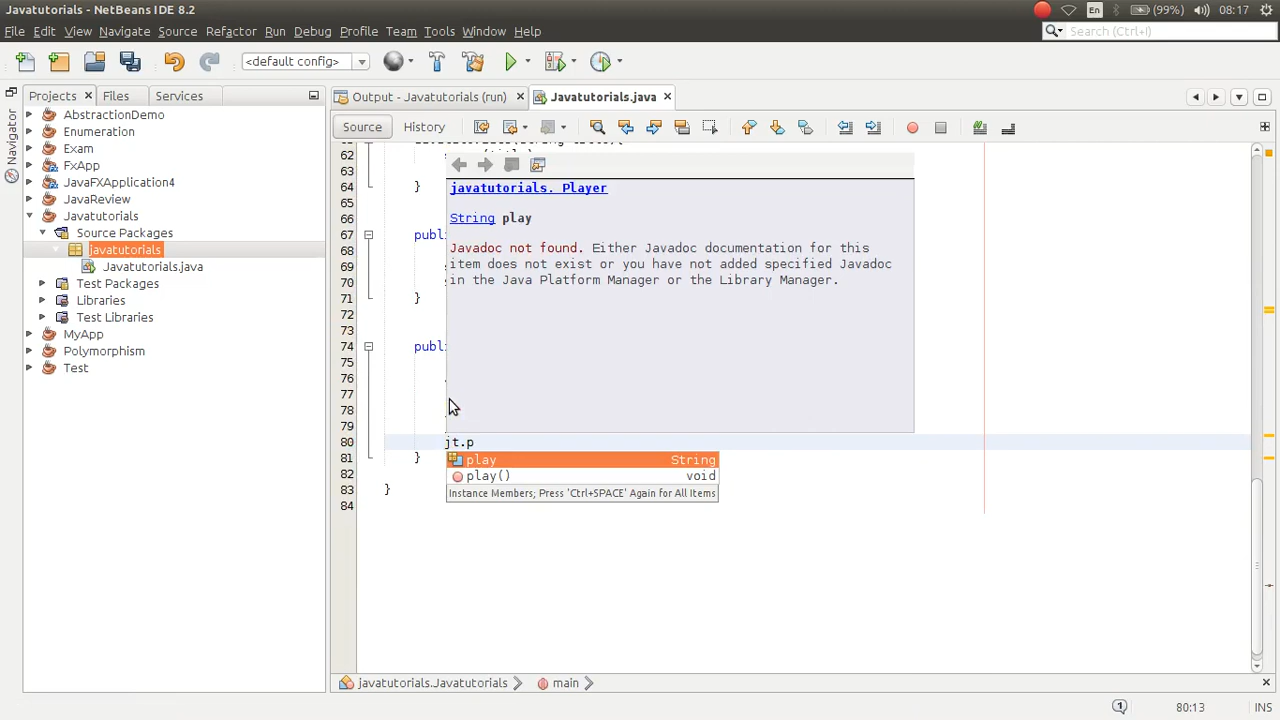 Javatutorials - NetBeans IDE 8.2
En (99%) 08:17
File Edit View Navigate Source Refactor Run Debug Profile Team Tools Window Help
Search (Ctrl+I)
<default config>
Projects Files Services
Output - Javatutorials (run) Javatutorials.java
Navigator
Source History
AbstractionDemo
Enumeration
Exam
FxApp
JavaFXApplication4
JavaReview
Javatutorials
Source Packages
javatutorials
Javatutorials.java
Test Packages
Libraries
Test Libraries
MyApp
Polymorphism
Test
62
63
64 }
65
66
67 publ
68
69
70
71 }
72
73
74 publ
75
76
77
78
79
80 jt.p
81 }
82
83 }
84
javatutorials. Player
String play
Javadoc not found. Either Javadoc documentation for this
item does not exist or you have not added specified Javadoc
in the Java Platform Manager or the Library Manager.
play String
play() void
Instance Members; Press 'Ctrl+SPACE' Again for All Items
javatutorials.Javatutorials main
1 80:13 INS